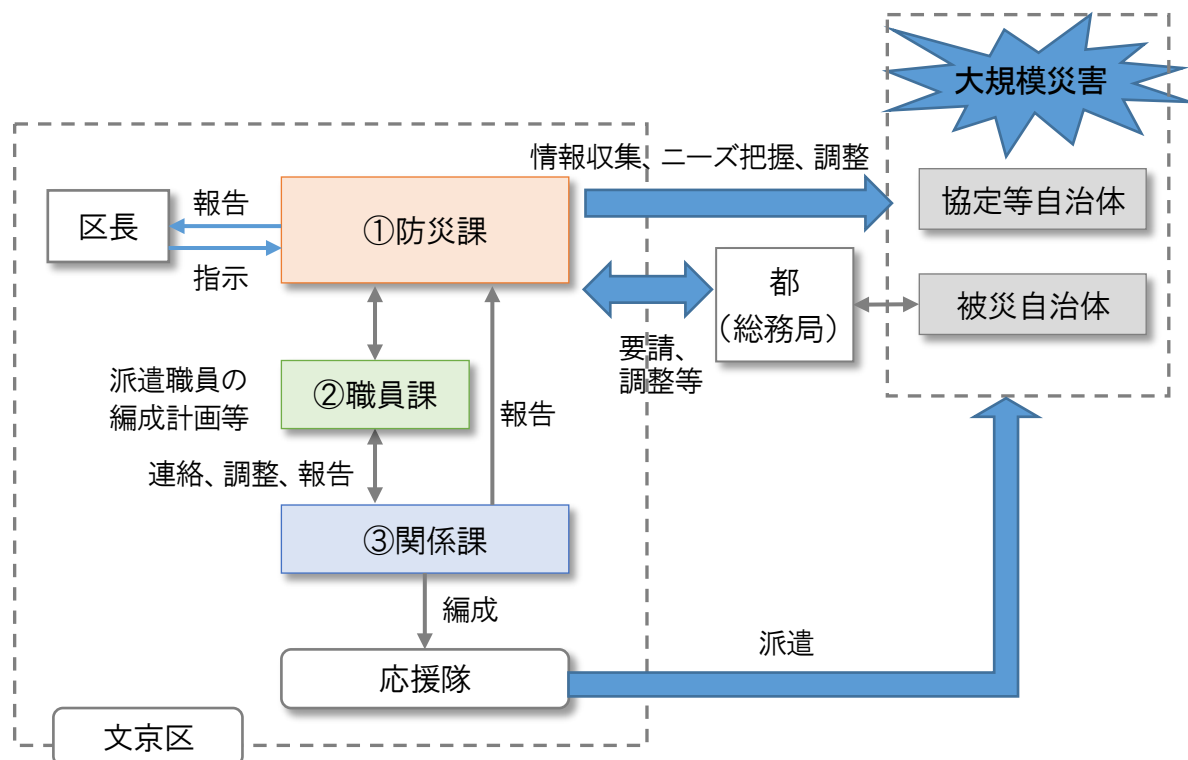 大規模災害
情報収集、ニーズ把握、調整
協定等自治体
区長
報告
指示
①防災課
都
（総務局）
被災自治体
要請、
調整等
派遣職員の
編成計画等
②職員課
報告
連絡、調整、報告
③関係課
編成
応援隊
派遣
文京区